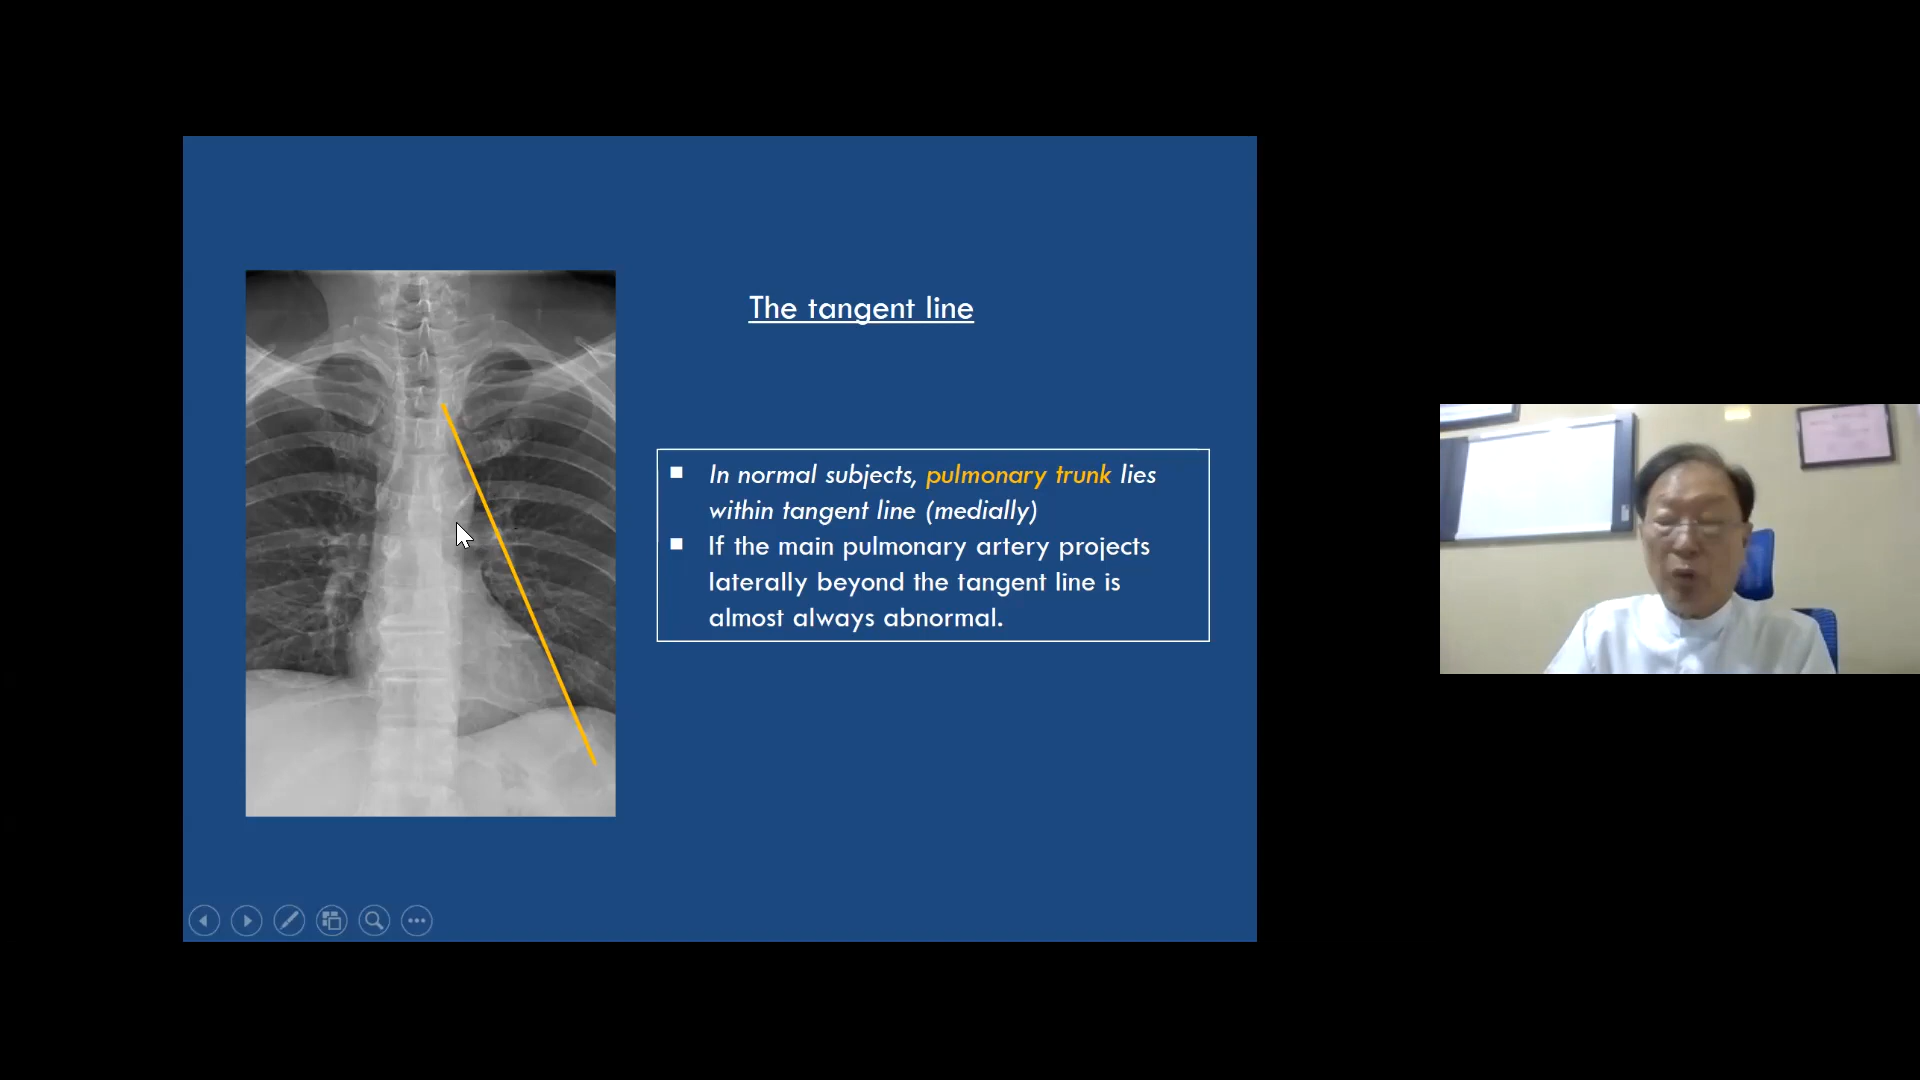 The tangent line
In normal subjects, pulmonary trunk lies
within tangent line (medially)
If the main pulmonary artery projects
laterally beyond the tangent line is
almost always abnormal.